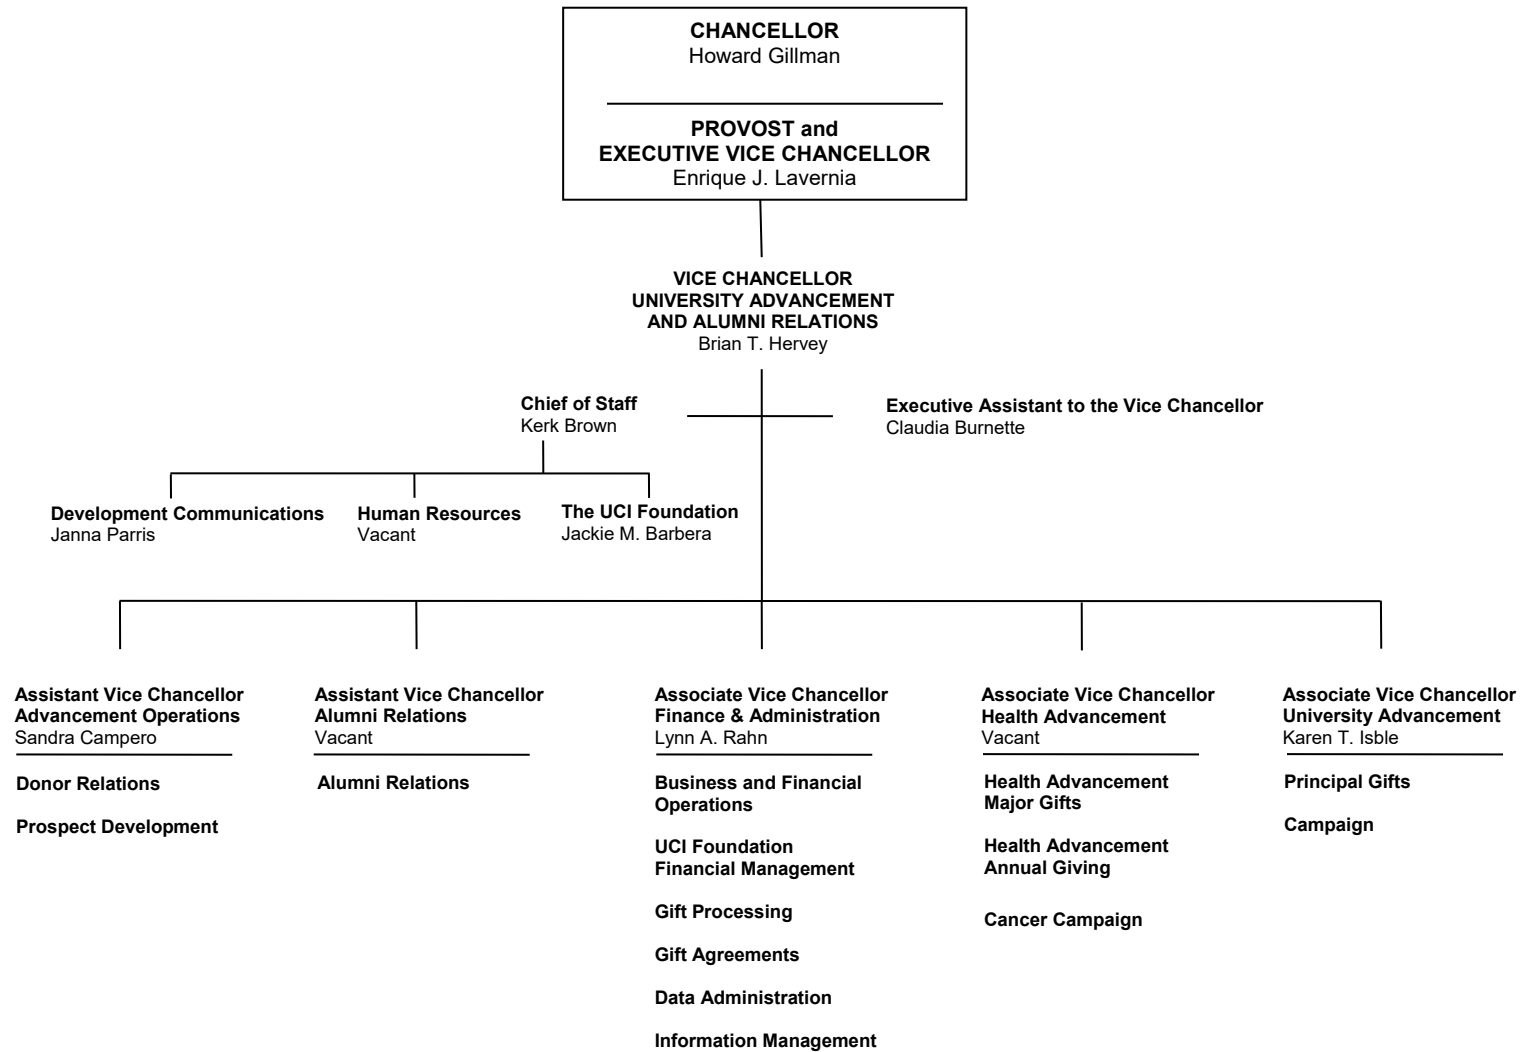 CHANCELLOR
Howard Gillman
PROVOST and
EXECUTIVE VICE CHANCELLOR
Enrique J. Lavernia
VICE CHANCELLOR
UNIVERSITY ADVANCEMENT
AND ALUMNI RELATIONS
Brian T. Hervey
Chief of Staff
Kerk Brown
Executive Assistant to the Vice Chancellor
Claudia Burnette
Development Communications
Janna Parris
Human Resources
Vacant
The UCI Foundation
Jackie M. Barbera
Assistant Vice Chancellor
Advancement Operations
Sandra Campero
Donor Relations
Prospect Development
Assistant Vice Chancellor
Alumni Relations
Vacant
Alumni Relations
Associate Vice Chancellor
Finance & Administration
Lynn A. Rahn
Business and Financial
Operations
UCI Foundation
Financial Management
Gift Processing
Gift Agreements
Data Administration
Information Management
Associate Vice Chancellor
Health Advancement
Vacant
Health Advancement
Major Gifts
Health Advancement
Annual Giving
Cancer Campaign
Associate Vice Chancellor
University Advancement
Karen T. Isble
Principal Gifts
Campaign